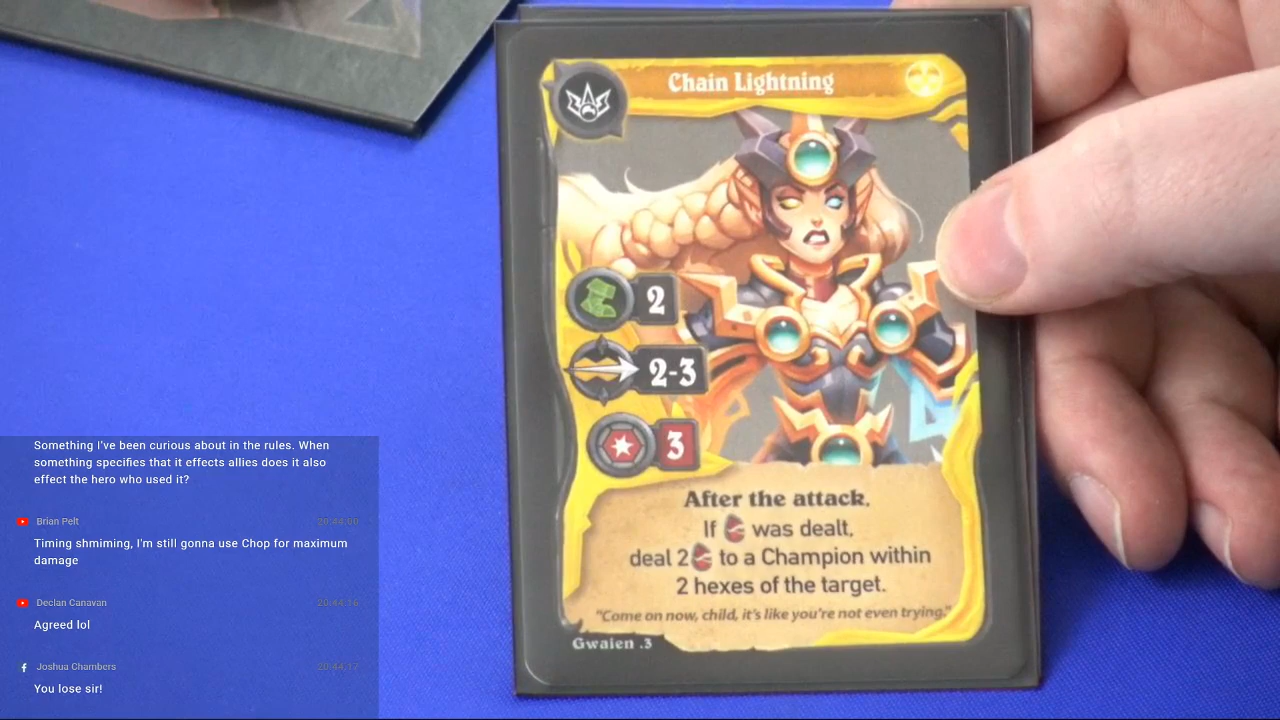 Chain Lightning
2
2-3
3
After the attack.
If was dealt,
deal 2 to a Champion within
2 hexes of the target.
"Come on now, child, it's like you're not even trying."
Gwaien .3
Something I've been curious about in the rules. When
something specifies that it effects allies does it also
effect the hero who used it?
Brian Pelt 20:44:00
Timing shmiming, I'm still gonna use Chop for maximum
damage
Declan Canavan 20:44:16
Agreed lol
Joshua Chambers 20:44:17
You lose sir!